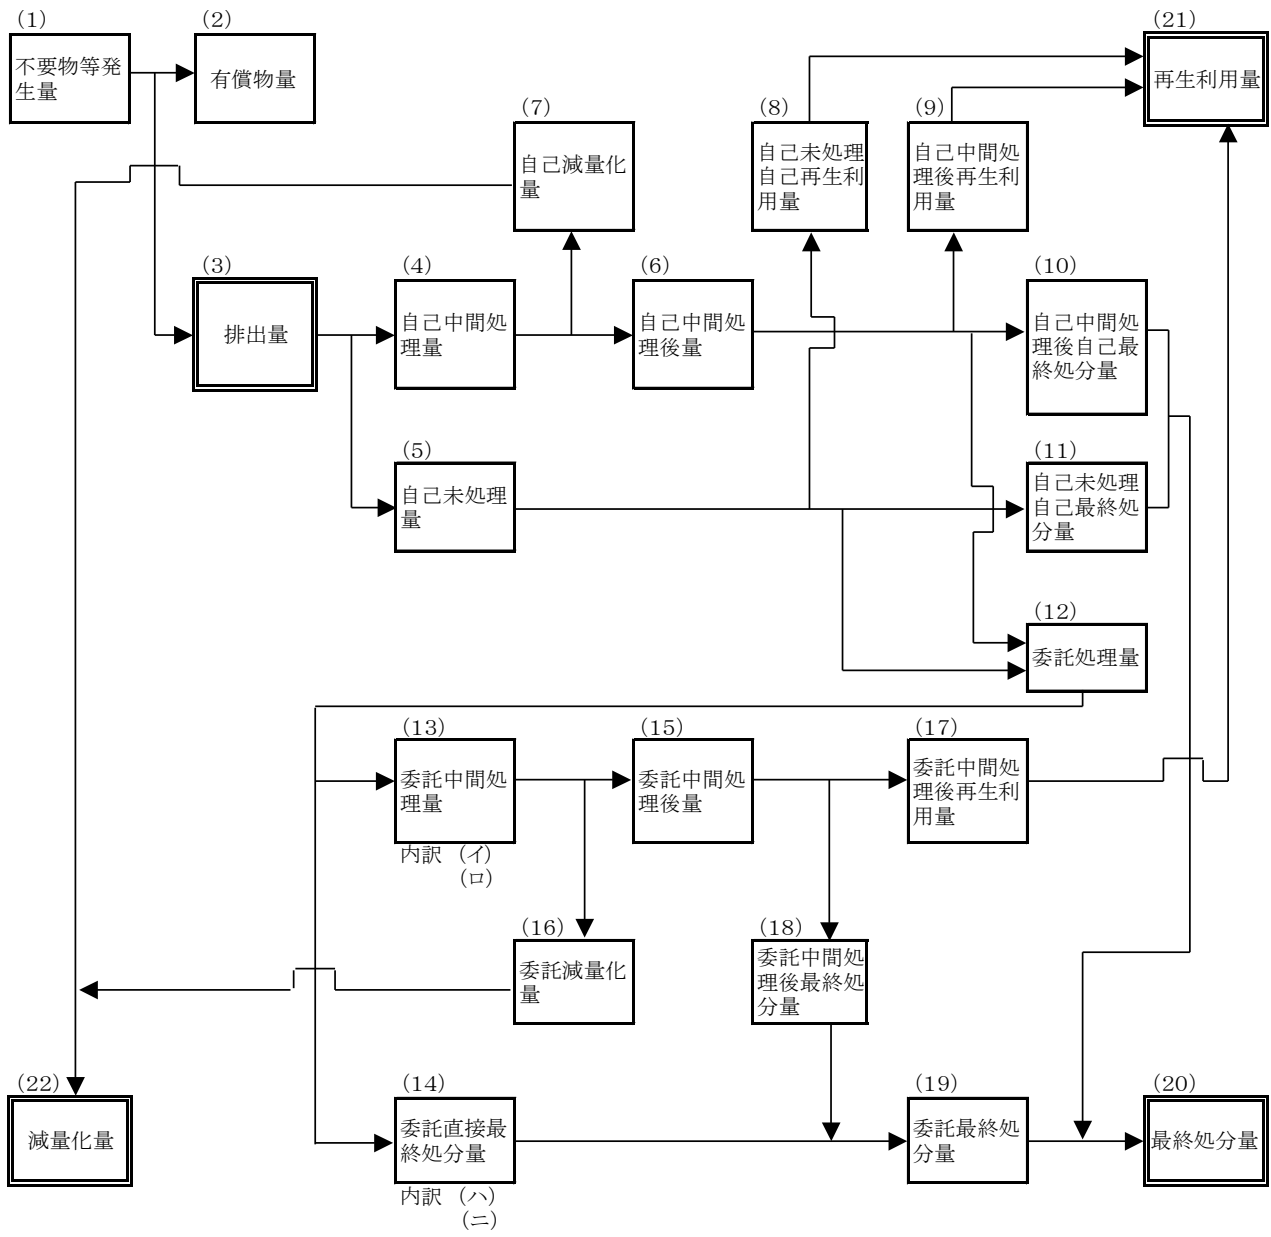 (1)
不要物等発
生量
(2)
有償物量
(21)
再生利用量
(7)
自己減量化
量
(8)
自己未処理
自己再生利
用量
(9)
自己中間処
理後再生利
用量
(3)
排出量
(4)
自己中間処
理量
(6)
自己中間処
理後量
(10)
自己中間処
理後自己最
終処分量
(5)
自己未処理
量
(11)
自己未処理
自己最終処
分量
(12)
委託処理量
(13)
委託中間処
理量
内訳 (イ)
(ロ)
(15)
委託中間処
理後量
(17)
委託中間処
理後再生利
用量
(16)
委託減量化
量
(18)
委託中間処
理後最終処
分量
(22)
減量化量
(14)
委託直接最
終処分量
内訳 (ハ)
(ニ)
(19)
委託最終処
分量
(20)
最終処分量